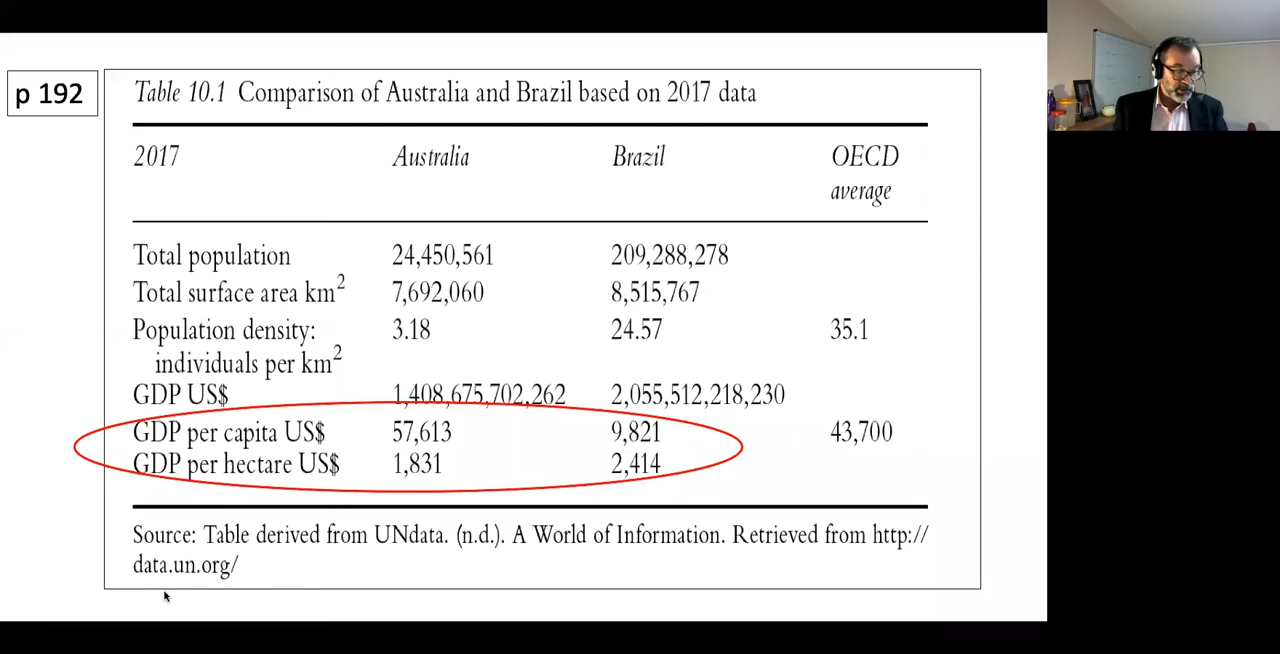 p 192
Table 10.1 Comparison of Australia and Brazil based on 2017 data
2017 Australia Brazil OECD
average
Total population 24,450,561 209,288,278
Total surface area km² 7,692,060 8,515,767
Population density: 3.18 24.57 35.1
individuals per km²
GDP US$ 1,408,675,702,262 2,055,512,218,230
GDP per capita US$ 57,613 9,821 43,700
GDP per hectare US$ 1,831 2,414
Source: Table derived from UNdata. (n.d.). A World of Information. Retrieved from http://
data.un.org/